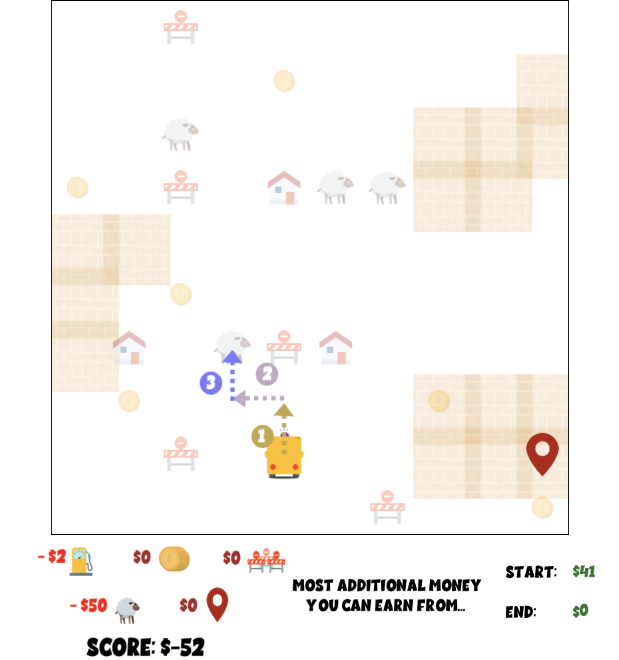 3
2
1
- $2
$0
$0
- $50
$0
MOST ADDITIONAL MONEY
YOU CAN EARN FROM...
START: $41
END: $0
SCORE: $-52